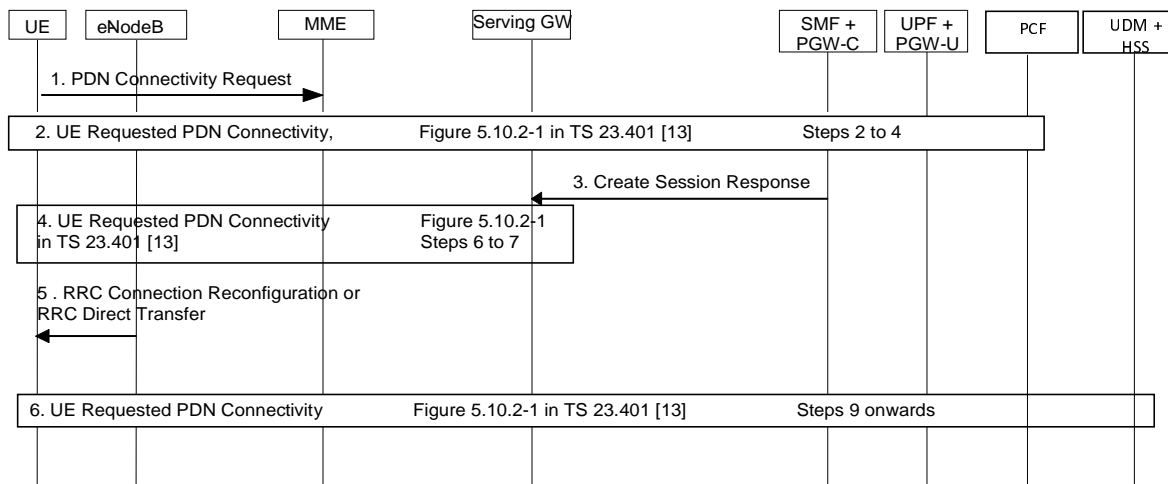 UE
eNodeB
MME
Serving GW
SMF +
PGW-C
UPF +
PGW-U
PCF
UDM +
HSS
1. PDN Connectivity Request
2. UE Requested PDN Connectivity, Figure 5.10.2-1 in TS 23.401 [13] Steps 2 to 4
3. Create Session Response
4. UE Requested PDN Connectivity Figure 5.10.2-1
in TS 23.401 [13] Steps 6 to 7
5 . RRC Connection Reconfiguration or
RRC Direct Transfer
6. UE Requested PDN Connectivity Figure 5.10.2-1 in TS 23.401 [13] Steps 9 onwards